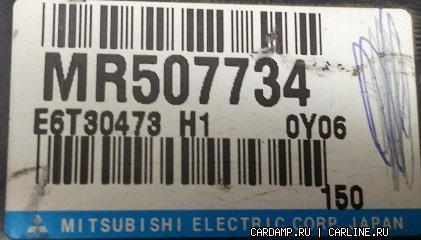 MR507734
E6T30473 H1 0Y06
150
MITSUBISHI ELECTRIC CORP. JAPAN
CARDAMP.RU | CARLINE.RU